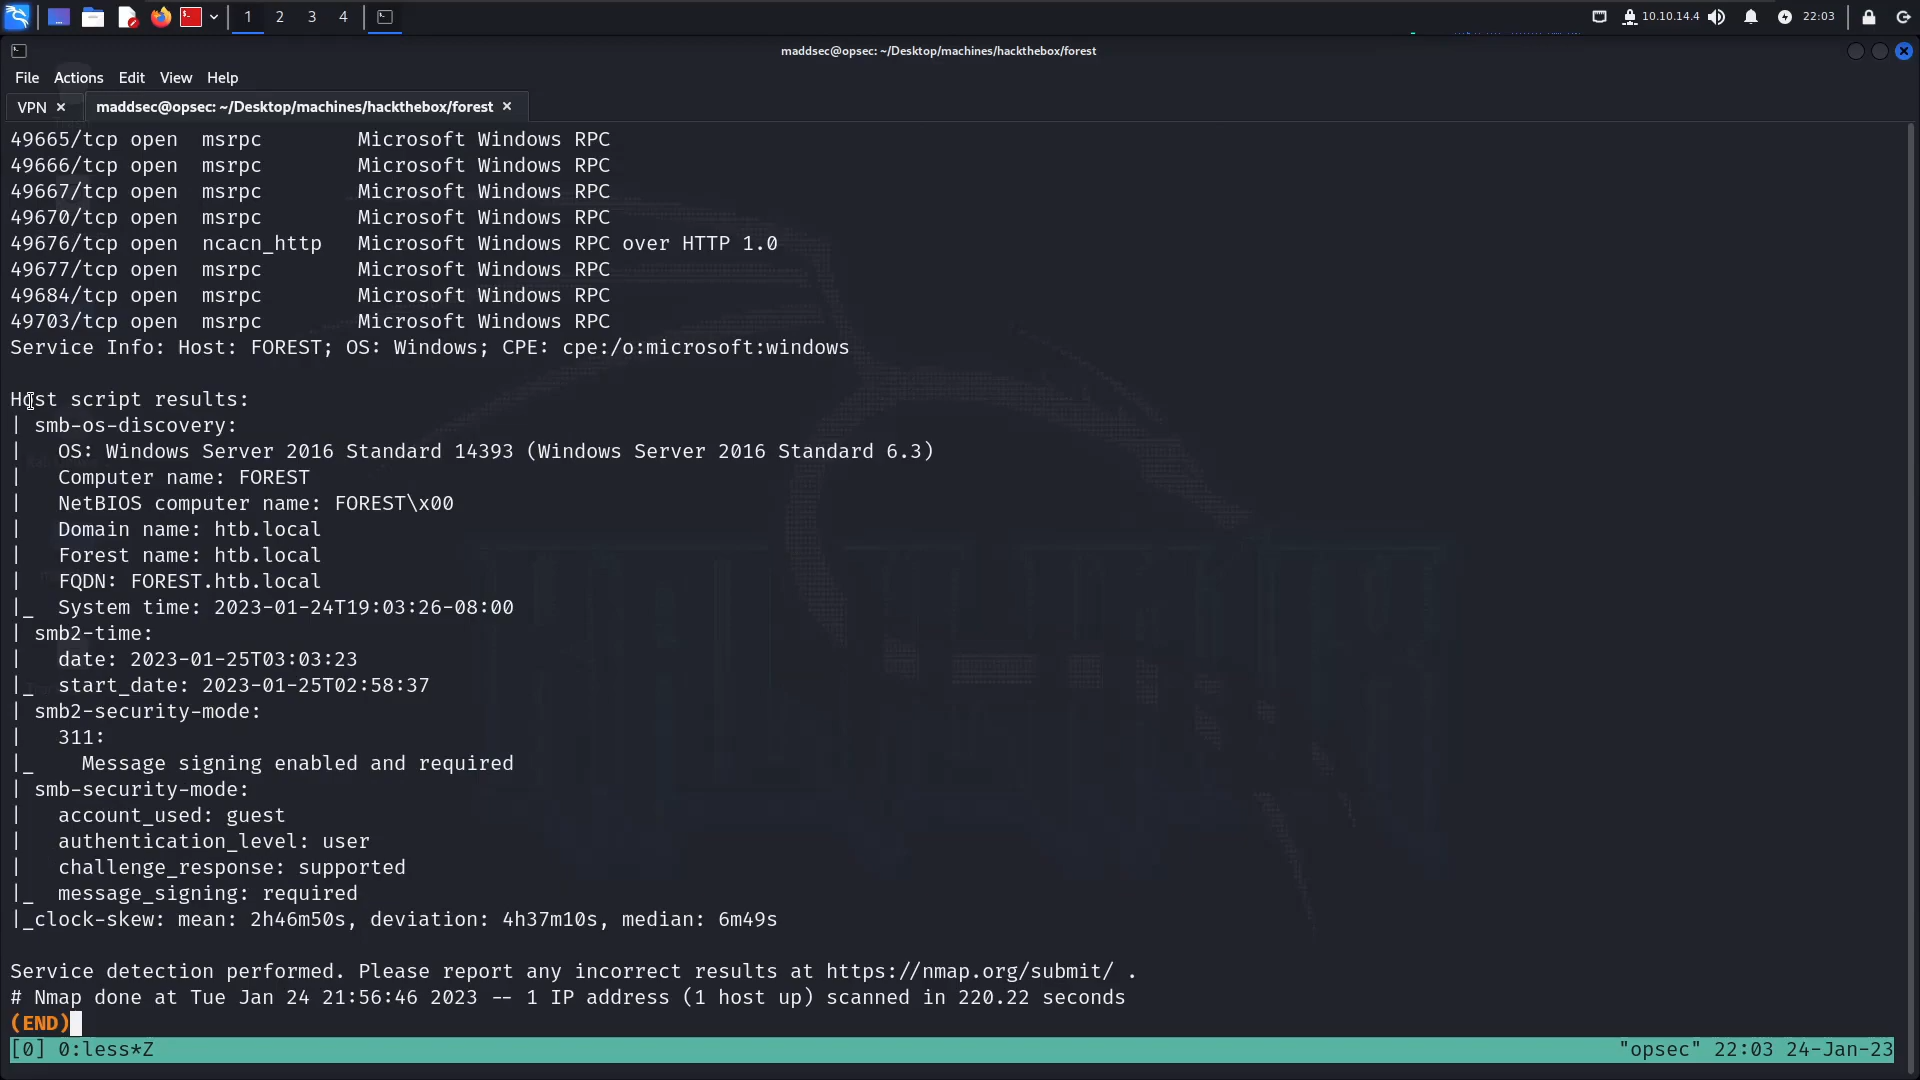 1 2 3 4 10.10.14.4 22:03
maddsec@opsec: ~/Desktop/machines/hackthebox/forest
File Actions Edit View Help
VPN × maddsec@opsec: ~/Desktop/machines/hackthebox/forest ×
49665/tcp open  msrpc        Microsoft Windows RPC
49666/tcp open  msrpc        Microsoft Windows RPC
49667/tcp open  msrpc        Microsoft Windows RPC
49670/tcp open  msrpc        Microsoft Windows RPC
49676/tcp open  ncacn_http   Microsoft Windows RPC over HTTP 1.0
49677/tcp open  msrpc        Microsoft Windows RPC
49684/tcp open  msrpc        Microsoft Windows RPC
49703/tcp open  msrpc        Microsoft Windows RPC
Service Info: Host: FOREST; OS: Windows; CPE: cpe:/o:microsoft:windows
Host script results:
| smb-os-discovery:
|   OS: Windows Server 2016 Standard 14393 (Windows Server 2016 Standard 6.3)
|   Computer name: FOREST
|   NetBIOS computer name: FOREST\x00
|   Domain name: htb.local
|   Forest name: htb.local
|   FQDN: FOREST.htb.local
|_  System time: 2023-01-24T19:03:26-08:00
| smb2-time:
|   date: 2023-01-25T03:03:23
|_  start_date: 2023-01-25T02:58:37
| smb2-security-mode:
|   311:
|_    Message signing enabled and required
| smb-security-mode:
|   account_used: guest
|   authentication_level: user
|   challenge_response: supported
|_  message_signing: required
|_clock-skew: mean: 2h46m50s, deviation: 4h37m10s, median: 6m49s
Service detection performed. Please report any incorrect results at https://nmap.org/submit/ .
# Nmap done at Tue Jan 24 21:56:46 2023 -- 1 IP address (1 host up) scanned in 220.22 seconds
(END)
[0] 0:less*Z "opsec" 22:03 24-Jan-23